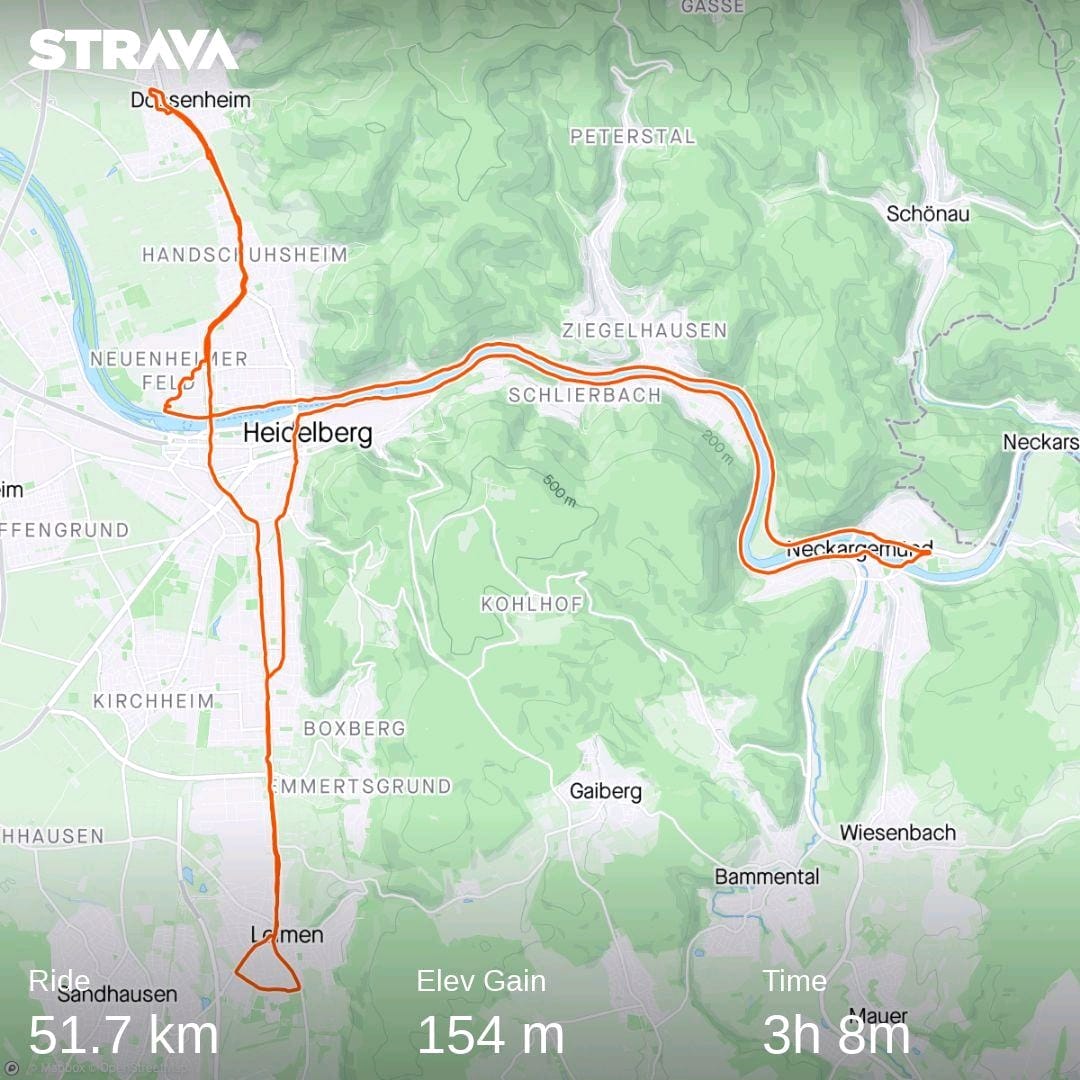 GASSE
STRAVA
Dossenheim
PETERSTAL
Schönau
HANDSCHUHSHEIM
ZIEGELHAUSEN
NEUENHEIMER
FELD
SCHLIERBACH
Heidelberg
200 m
Neckars
500 m
im
FFENGRUND
Neckargemünd
KOHLHOF
KIRCHHEIM
BOXBERG
EMMERTSGRUND
Gaiberg
HHAUSEN
Wiesenbach
Bammental
Leimen
Ride
Elev Gain
Time
Sandhausen
Mauer
51.7 km
154 m
3h 8m
© Mapbox © OpenStreetMap